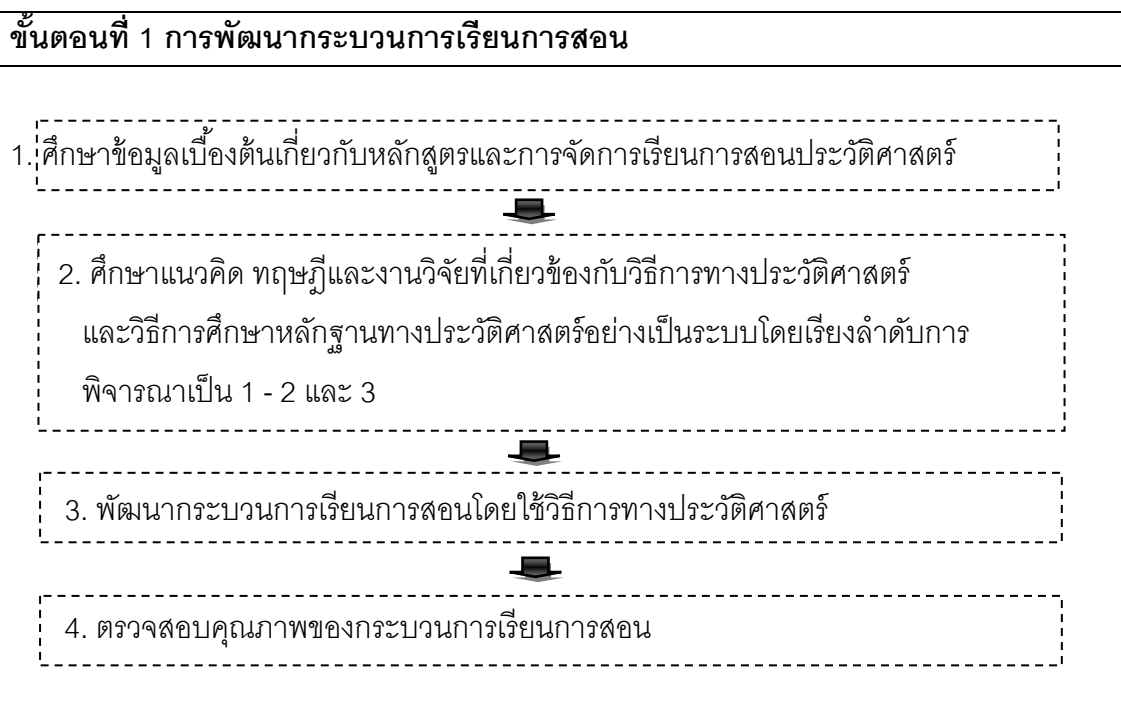 ขั้นตอนที่ 1 การพัฒนากระบวนการเรียนการสอน
1. ศึกษาข้อมูลเบื้องต้นเกี่ยวกับหลักสูตรและการจัดการเรียนการสอนประวัติศาสตร์
2. ศึกษาแนวคิด ทฤษฎีและงานวิจัยที่เกี่ยวข้องกับวิธีการทางประวัติศาสตร์
และวิธีการศึกษาหลักฐานทางประวัติศาสตร์อย่างเป็นระบบโดยเรียงลำดับการ
พิจารณาเป็น 1 - 2 และ 3
3. พัฒนากระบวนการเรียนการสอนโดยใช้วิธีการทางประวัติศาสตร์
4. ตรวจสอบคุณภาพของกระบวนการเรียนการสอน